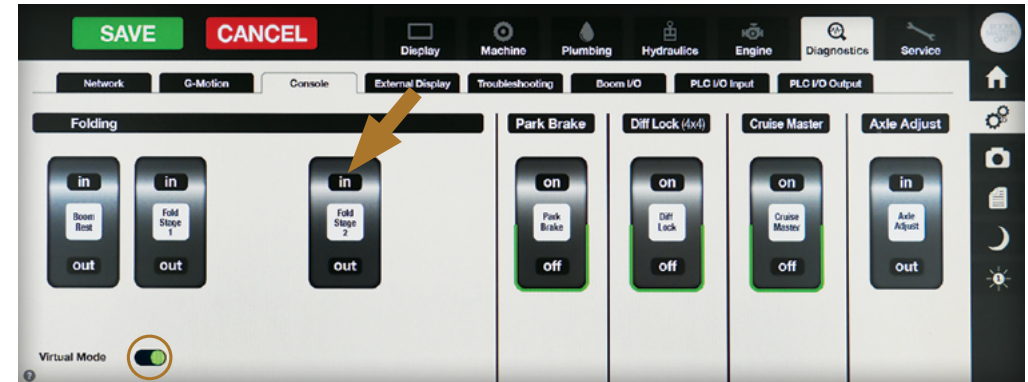 SAVE
CANCEL
Display
Machine
Plumbing
Hydraulics
Engine
Diagnostics
Service
Network
G-Motion
Console
External Display
Troubleshooting
Boom I/O
PLC I/O Input
PLC I/O Output
Folding
Park Brake
Diff Lock (4x4)
Cruise Master
Axle Adjust
in
Boom
Rest
out
in
Fold
Stage
1
out
in
Fold
Stage
2
out
on
Park
Brake
off
on
Diff
Lock
off
on
Cruise
Master
off
in
Axle
Adjust
out
Virtual Mode
?